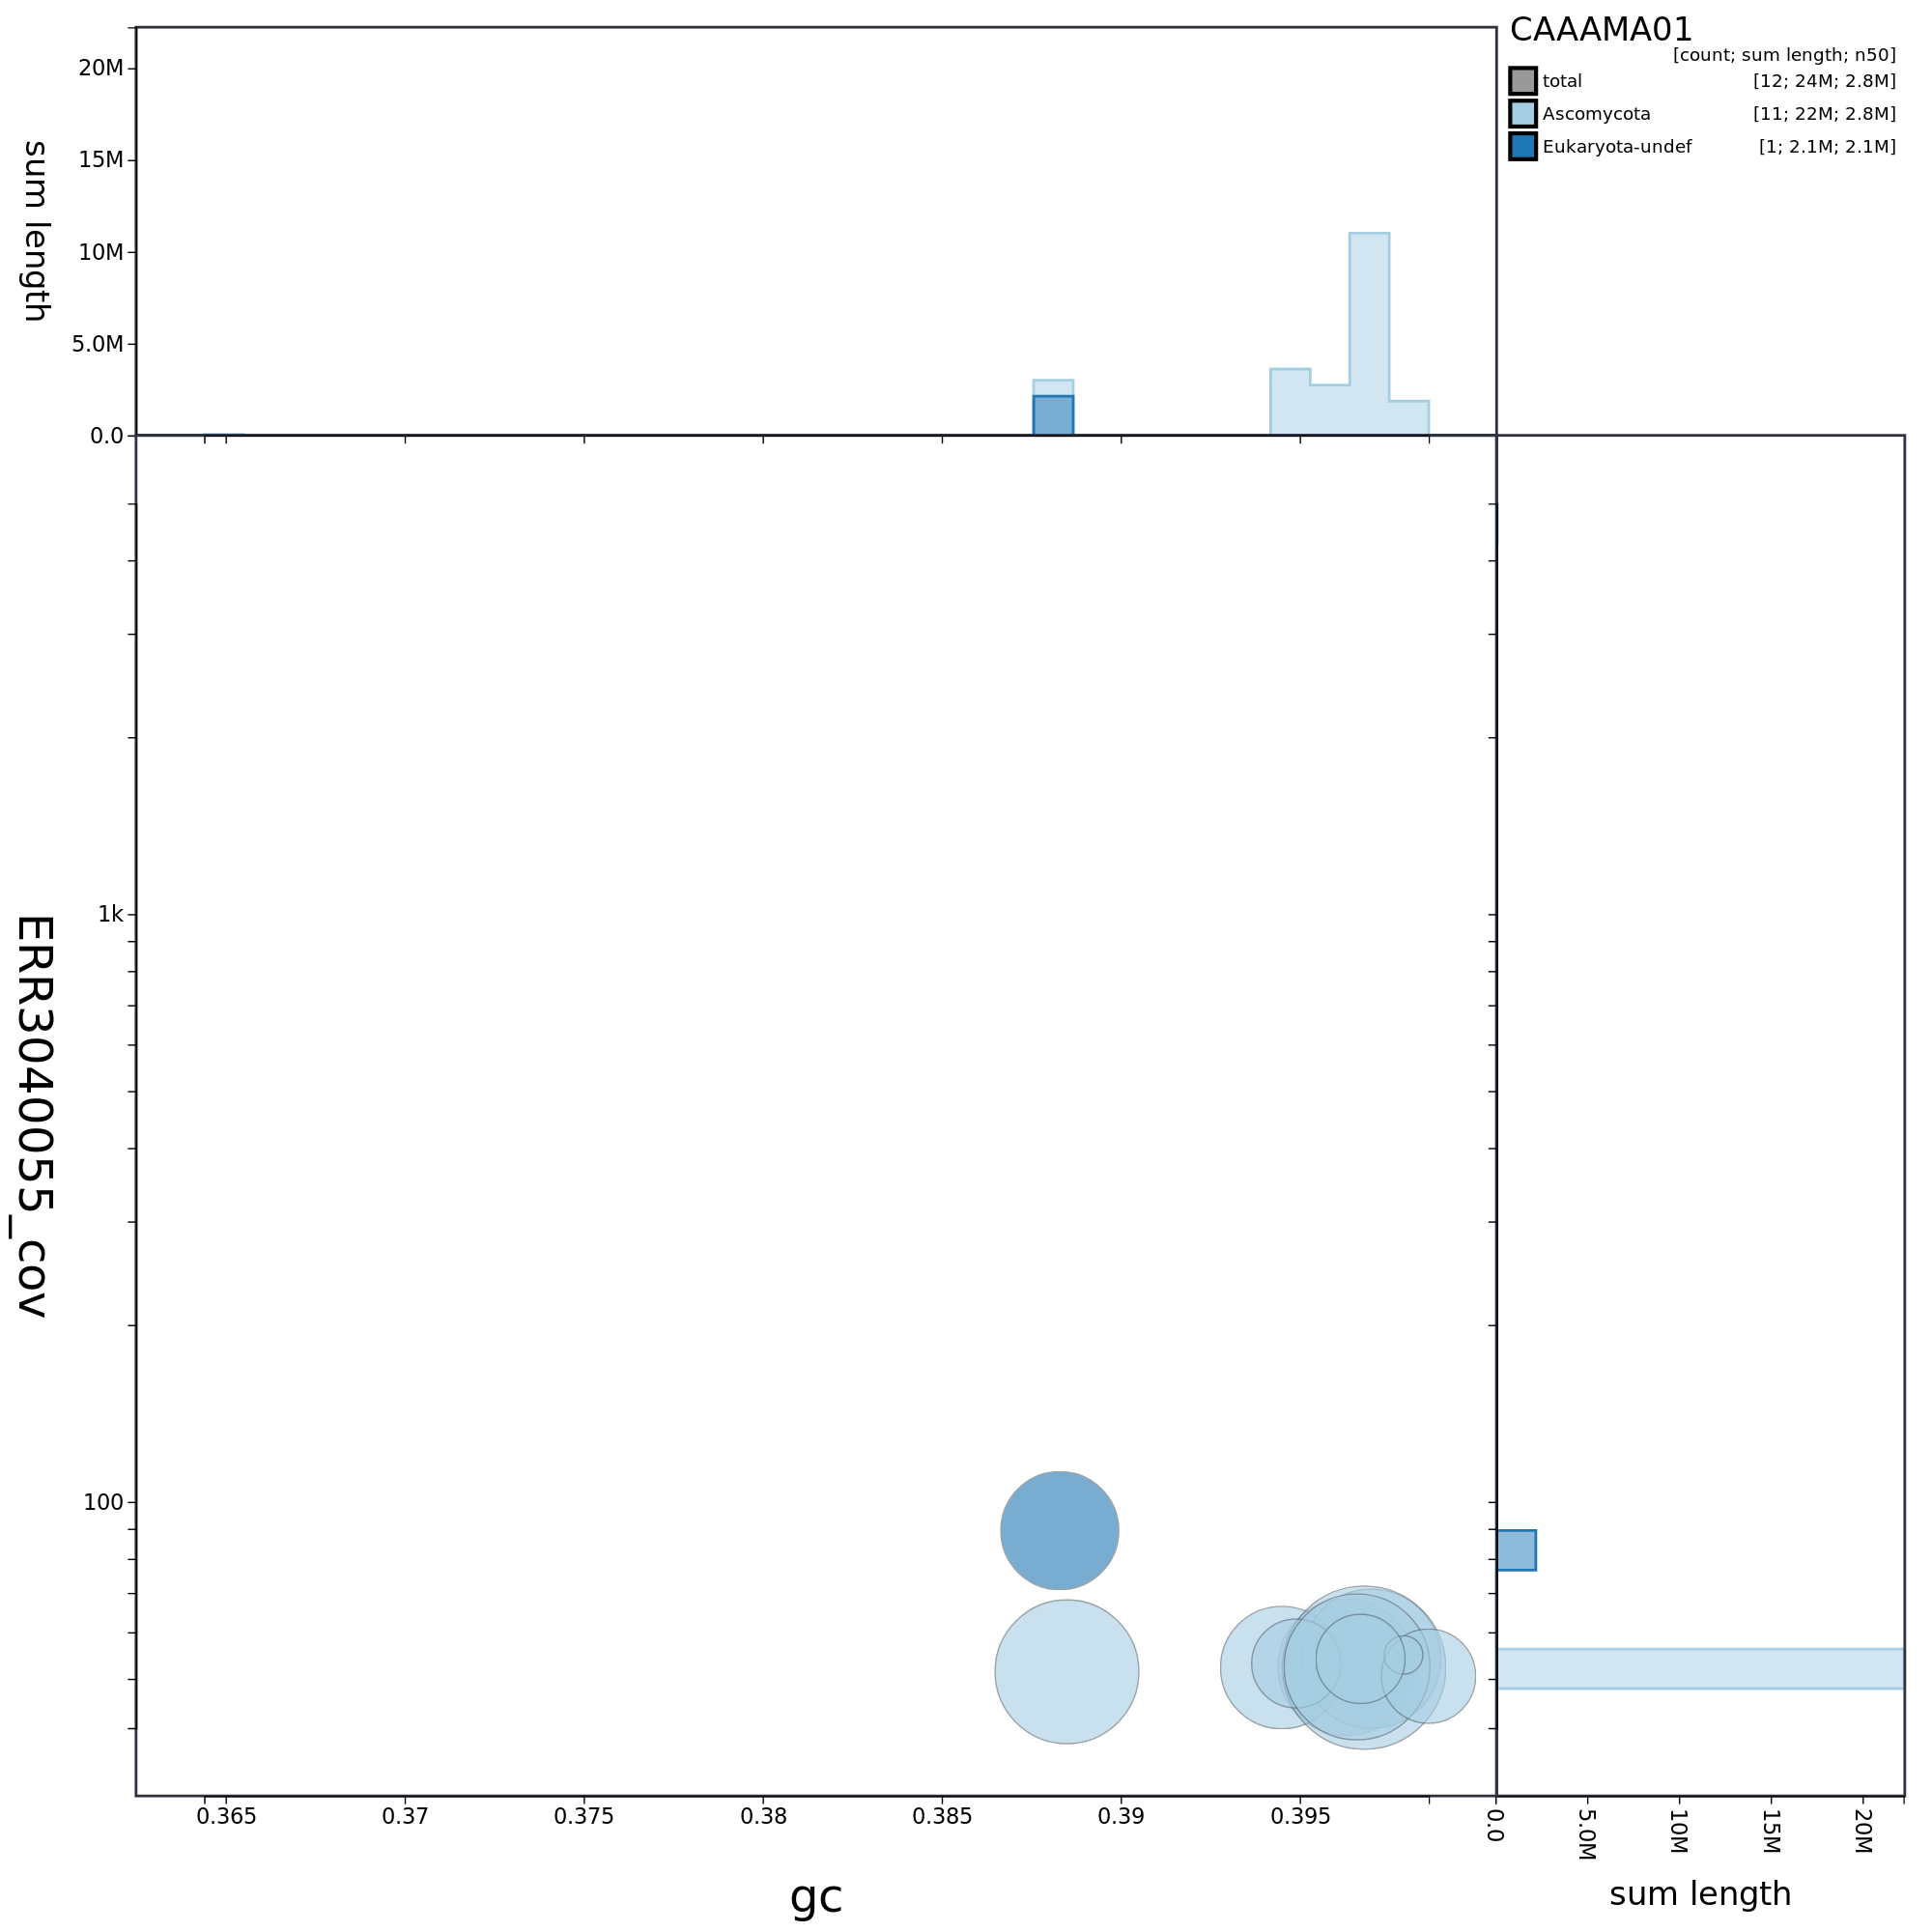 CAAAMA01
[count; sum length; n50]
total [12; 24M; 2.8M]
Ascomycota [11; 22M; 2.8M]
Eukaryota-undef [1; 2.1M; 2.1M]
sum length
20M
15M
10M
5.0M
0.0
ERR3040055_cov
1k
100
0.365 0.37 0.375 0.38 0.385 0.39 0.395
gc
0.0 5.0M 10M 15M 20M
sum length